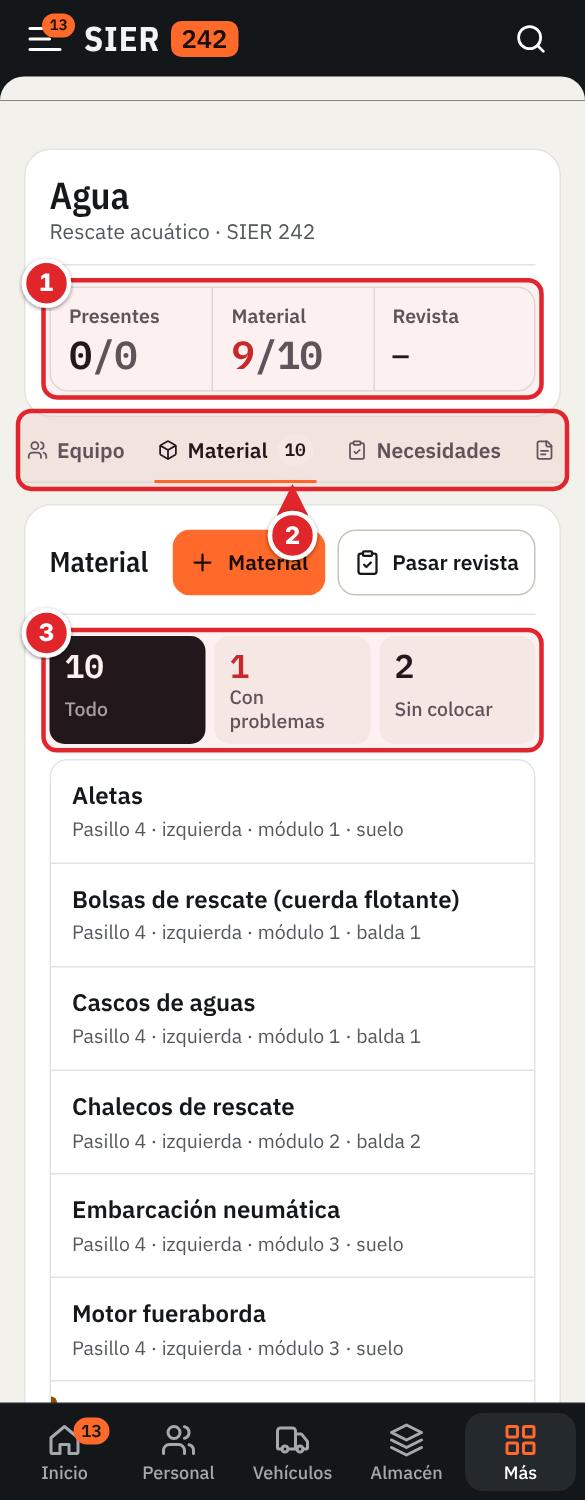 13
SIER 242
Agua
Rescate acuático · SIER 242
1
Presentes Material Revista
0/0 9/10 –
Equipo Material 10 Necesidades
2
Material + Material Pasar revista
3
10 1 2
Todo Con problemas Sin colocar
Aletas
Pasillo 4 · izquierda · módulo 1 · suelo
Bolsas de rescate (cuerda flotante)
Pasillo 4 · izquierda · módulo 1 · balda 1
Cascos de aguas
Pasillo 4 · izquierda · módulo 1 · balda 1
Chalecos de rescate
Pasillo 4 · izquierda · módulo 2 · balda 2
Embarcación neumática
Pasillo 4 · izquierda · módulo 3 · suelo
Motor fueraborda
Pasillo 4 · izquierda · módulo 3 · suelo
13
Inicio Personal Vehículos Almacén Más